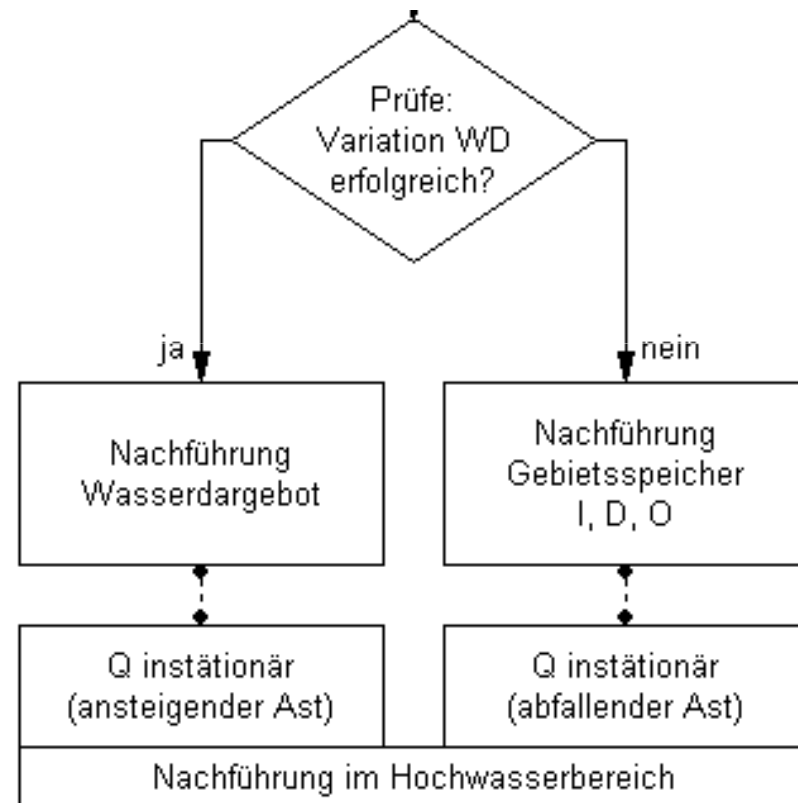 Prüfe:
Variation WD
erfolgreich?
ja
nein
Nachführung
Wasserdargebot
Nachführung
Gebietsspeicher
I, D, O
Q instätionär
(ansteigender Ast)
Q instätionär
(abfallender Ast)
Nachführung im Hochwasserbereich